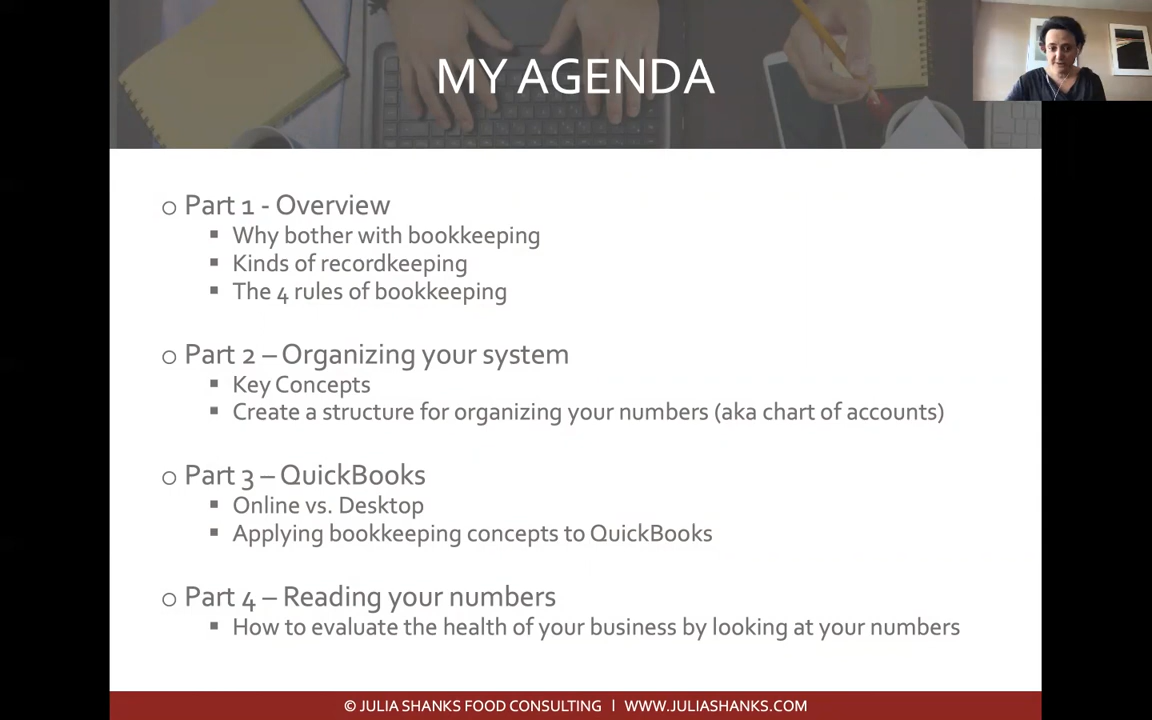 MY AGENDA
o Part 1 - Overview
▪ Why bother with bookkeeping
▪ Kinds of recordkeeping
▪ The 4 rules of bookkeeping
o Part 2 – Organizing your system
▪ Key Concepts
▪ Create a structure for organizing your numbers (aka chart of accounts)
o Part 3 – QuickBooks
▪ Online vs. Desktop
▪ Applying bookkeeping concepts to QuickBooks
o Part 4 – Reading your numbers
▪ How to evaluate the health of your business by looking at your numbers
© JULIA SHANKS FOOD CONSULTING | WWW.JULIASHANKS.COM